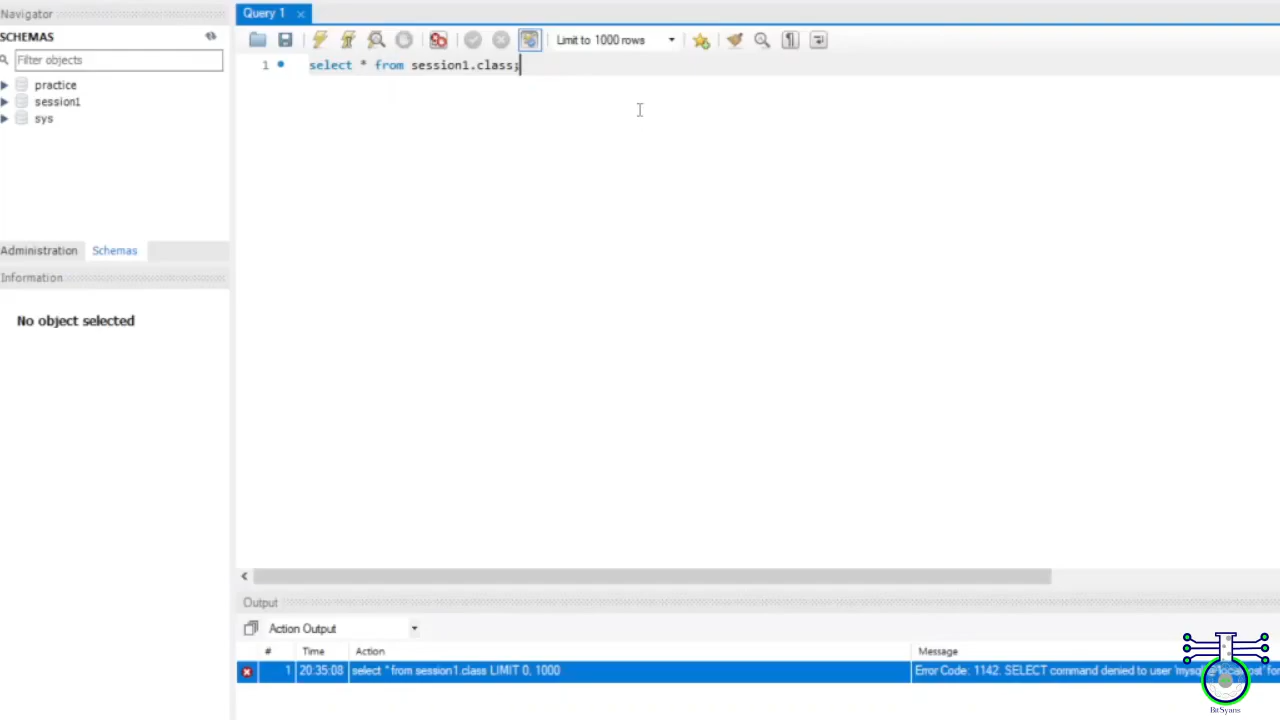 Navigator
SCHEMAS
Filter objects
practice
session1
sys
Administration Schemas
Information
No object selected
Query 1
Limit to 1000 rows
1 select * from session1.class;
Output
Action Output
# Time Action Message
1 20:35:08 select * from session1.class LIMIT 0, 1000 Error Code: 1142. SELECT command denied to user for
BitSyans